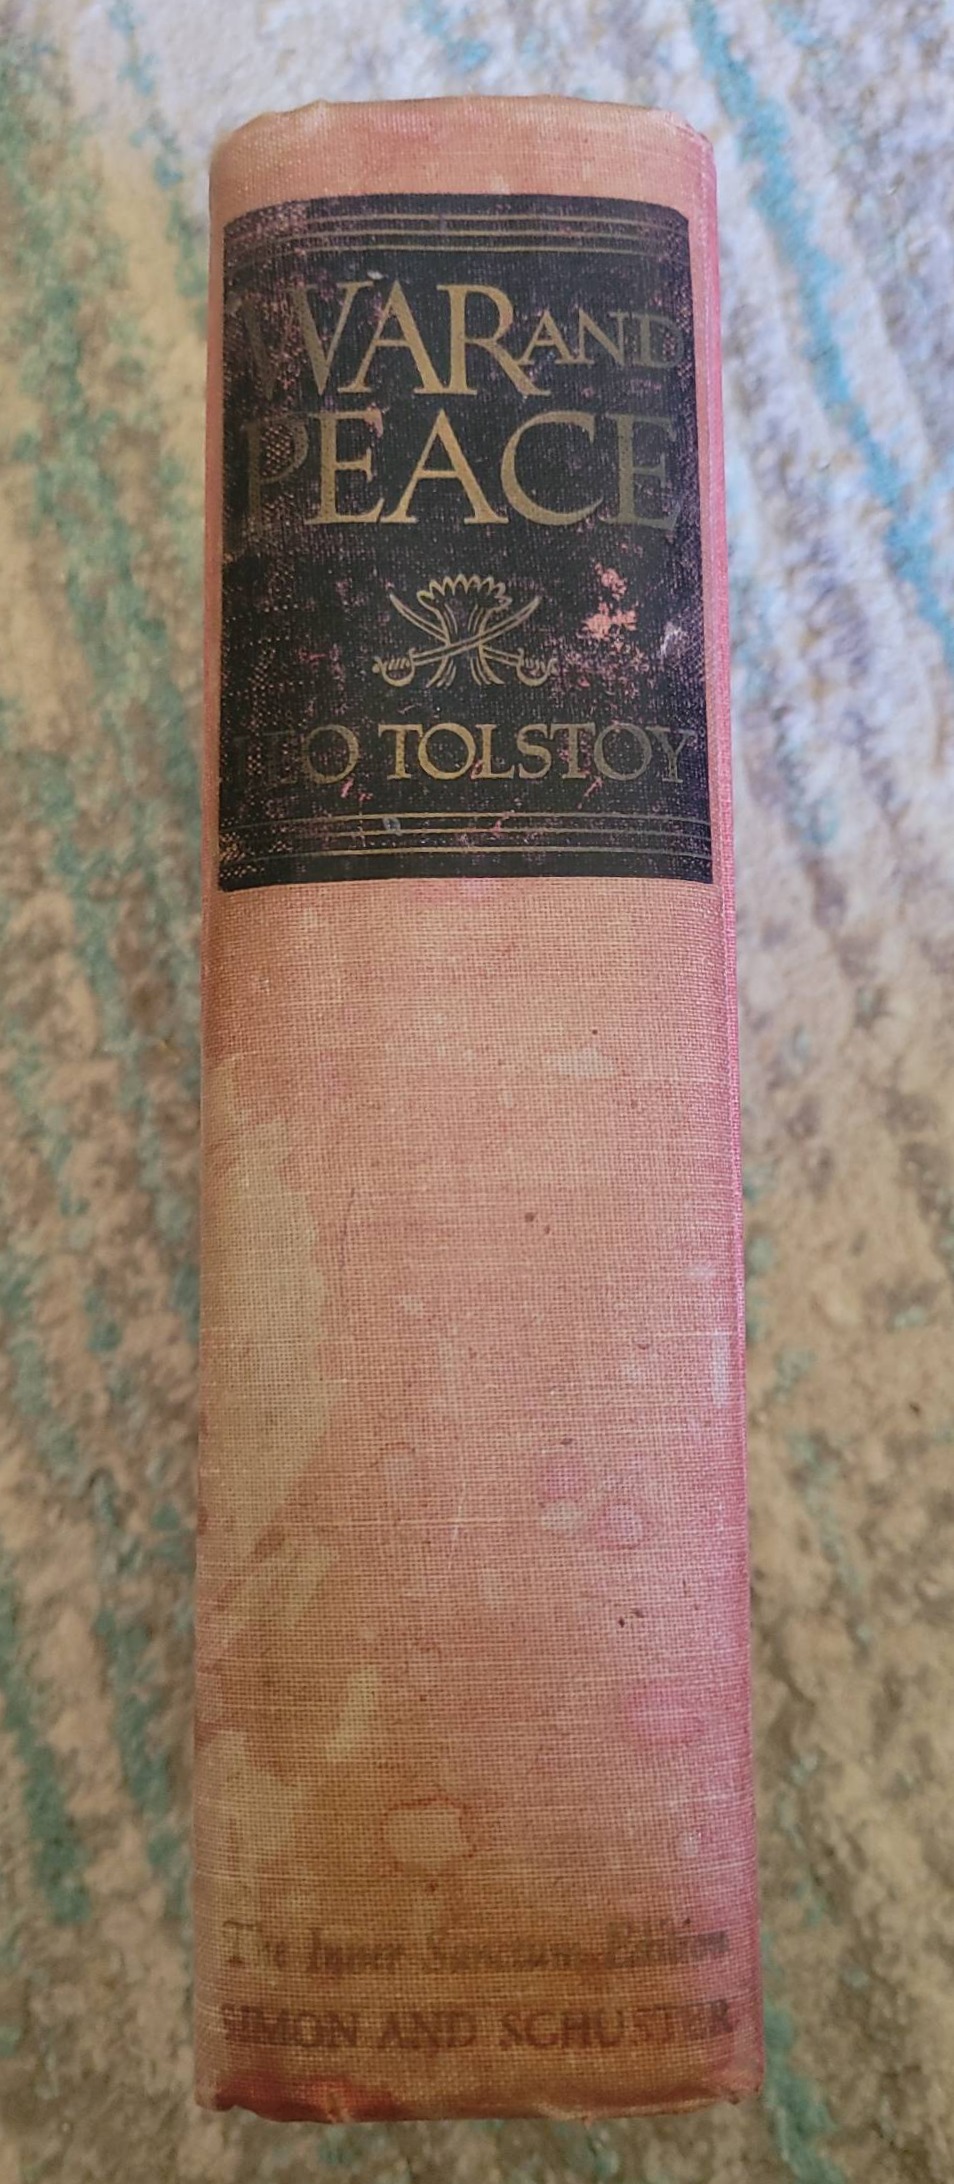 WAR AND
PEACE
LEO TOLSTOY
The Inner Sanctum Edition
SIMON AND SCHUSTER